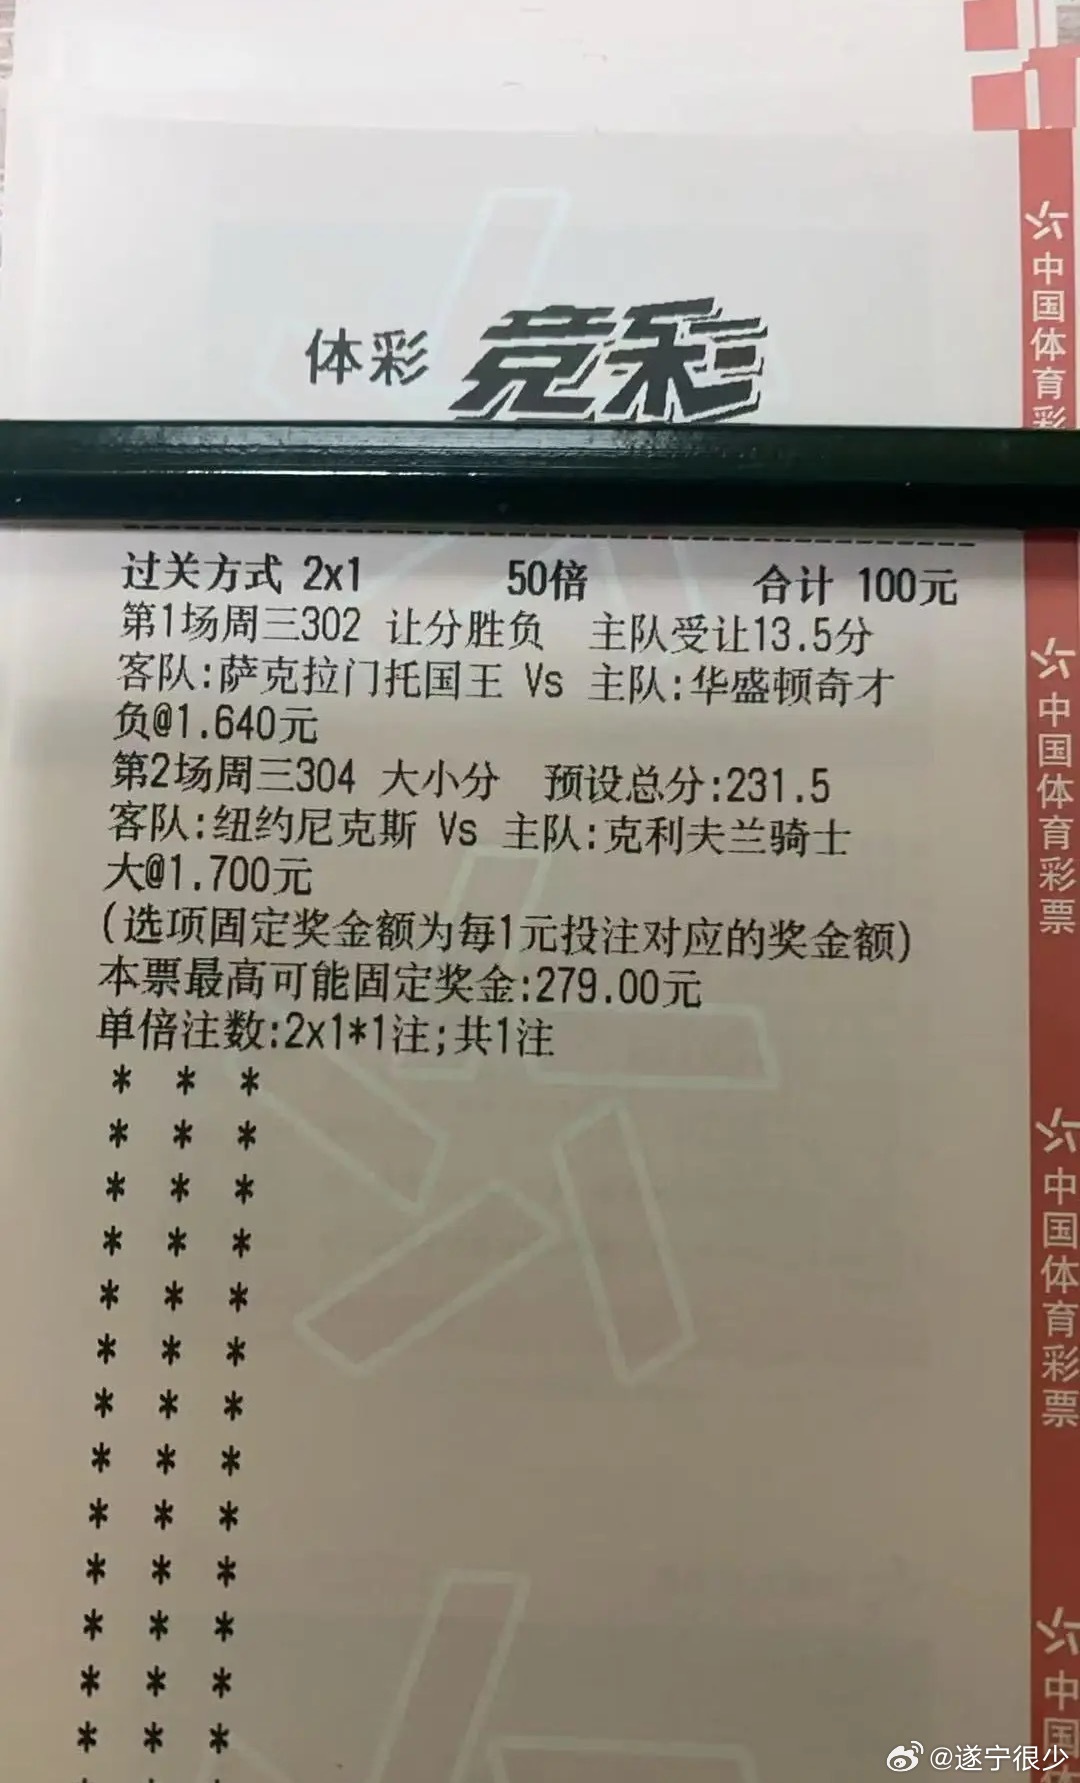 体彩 竞彩
过关方式 2x1 50倍 合计 100元
第1场周三302 让分胜负 主队受让13.5分
客队:萨克拉门托国王 Vs 主队:华盛顿奇才
负@1.640元
第2场周三304 大小分 预设总分:231.5
客队:纽约尼克斯 Vs 主队:克利夫兰骑士
大@1.700元
(选项固定奖金额为每1元投注对应的奖金额)
本票最高可能固定奖金:279.00元
单倍注数:2x1*1注;共1注
* * *
* * *
* * *
* * *
* * *
* * *
* * *
* * *
* * *
* * *
* * *
* * *
* * *
中国体育彩
中国体育彩票
中国体育彩票
中国
@遂宁很少